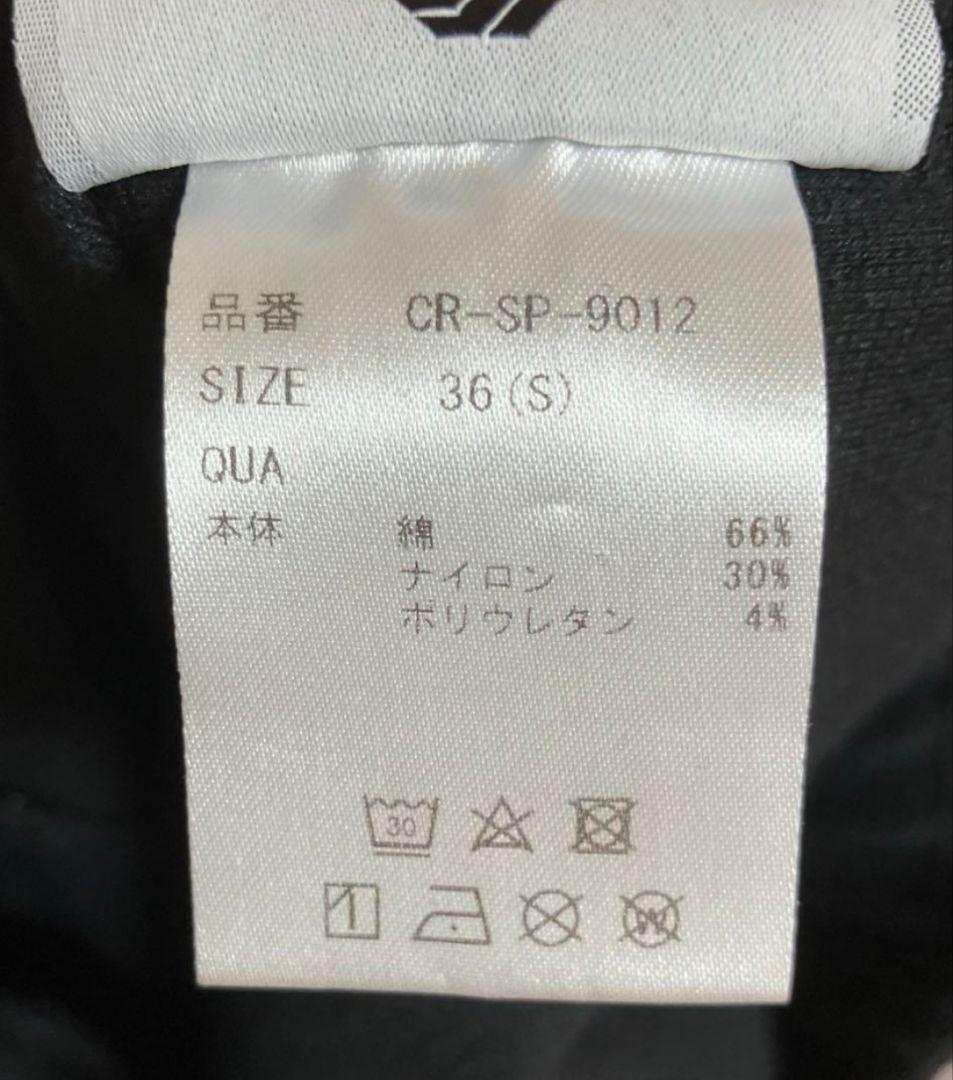 品番 CR-SP-9012
SIZE 36(S)
QUA
本体 綿 66%
ナイロン 30%
ポリウレタン 4%
30
W